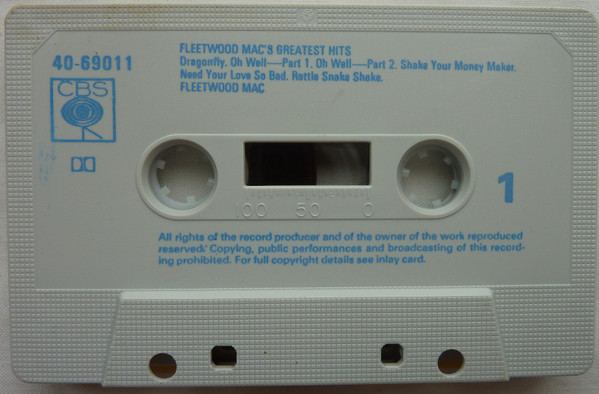 40-69011
FLEETWOOD MAC'S GREATEST HITS
Dragonfly. Oh Well—Part 1. Oh Well—Part 2. Shake Your Money Maker.
Need Your Love So Bad. Rattle Snake Shake.
FLEETWOOD MAC
CBS
100 50 0
1
All rights of the record producer and of the owner of the work reproduced
reserved. Copying, public performances and broadcasting of this record-
ing prohibited. For full copyright details see inlay card.